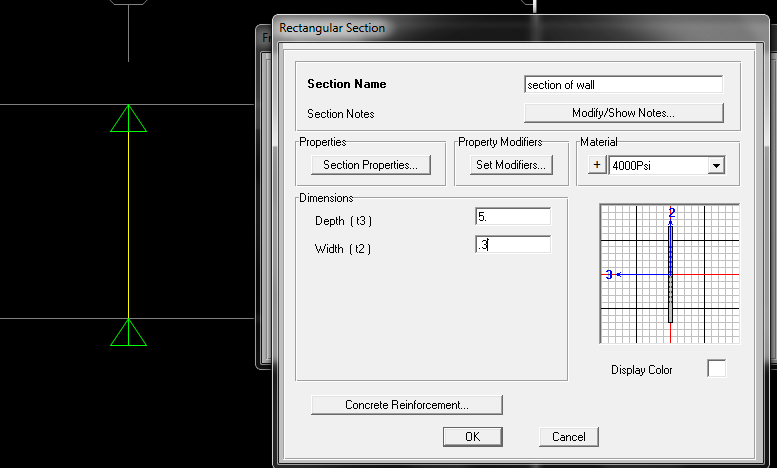 Fr
Rectangular Section
Section Name
section of wall
Section Notes
Modify/Show Notes...
Properties
Property Modifiers
Material
Section Properties...
Set Modifiers...
+
4000Psi
Dimensions
Depth ( t3 )
5.
Width ( t2 )
.3
2
3
Display Color
Concrete Reinforcement...
OK
Cancel